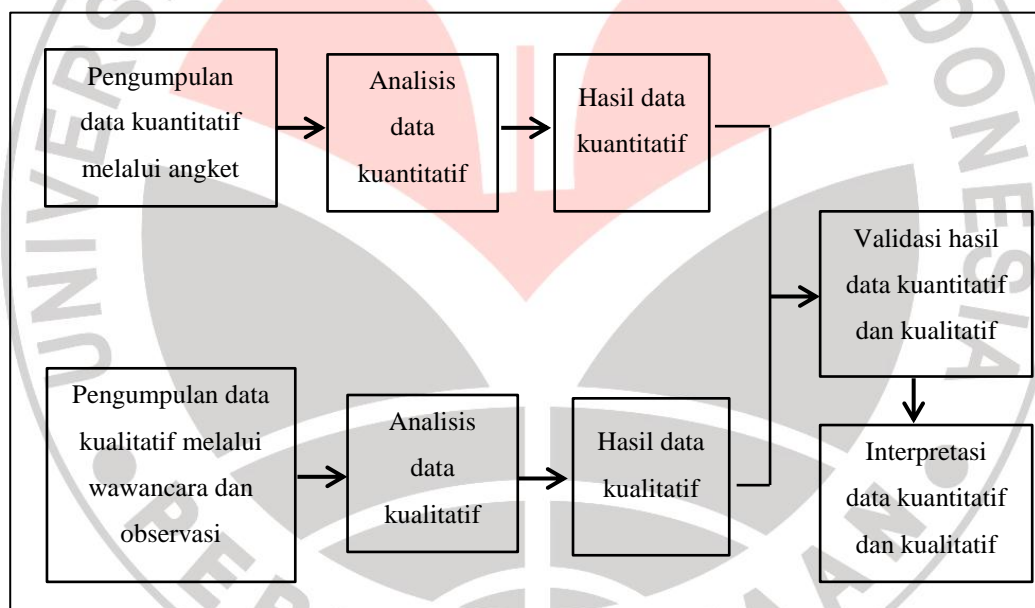 Pengumpulan
data kuantitatif
melalui angket
Analisis
data
kuantitatif
Hasil data
kuantitatif
Validasi hasil
data kuantitatif
dan kualitatif
Pengumpulan data
kualitatif melalui
wawancara dan
observasi
Analisis
data
kualitatif
Hasil data
kualitatif
Interpretasi
data kuantitatif
dan kualitatif